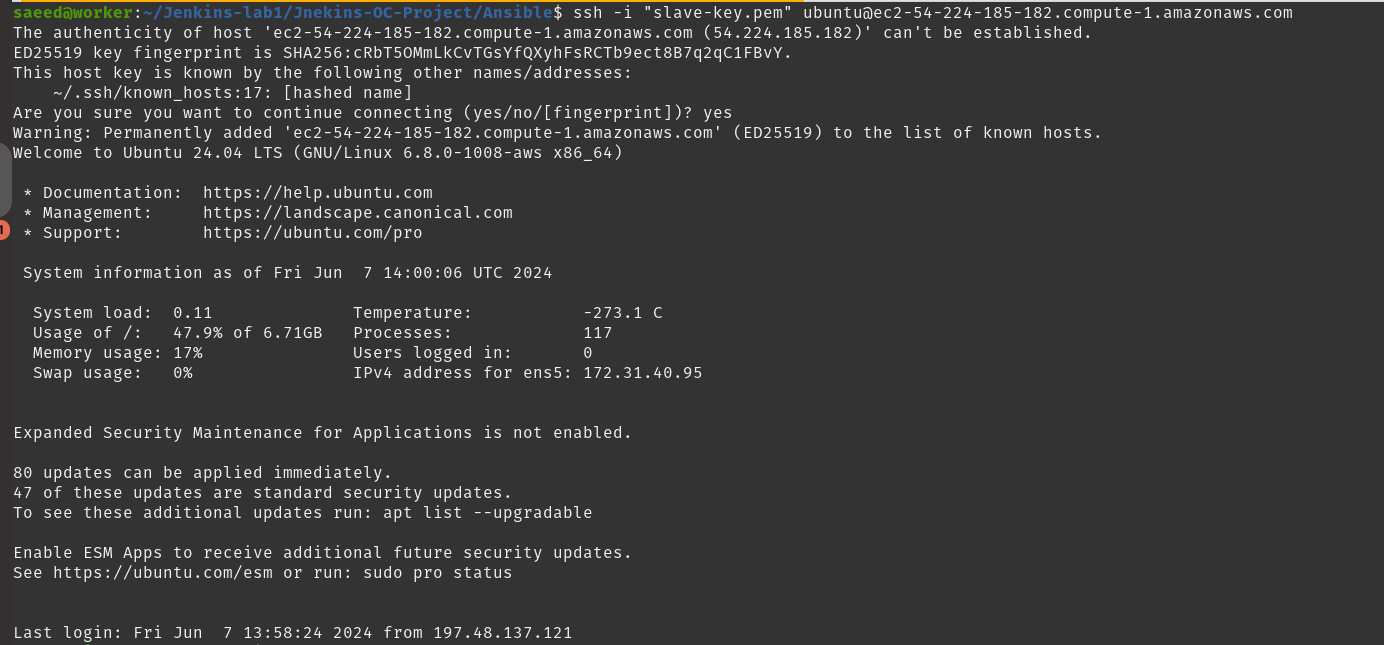 saeed@worker:~/Jenkins-lab1/Jnekins-OC-Project/Ansible$ ssh -i "slave-key.pem" ubuntu@ec2-54-224-185-182.compute-1.amazonaws.com
The authenticity of host 'ec2-54-224-185-182.compute-1.amazonaws.com (54.224.185.182)' can't be established.
ED25519 key fingerprint is SHA256:cRbT5OMmLkCvTGsYfQXyhFsRCTb9ect8B7q2qC1FBvY.
This host key is known by the following other names/addresses:
    ~/.ssh/known_hosts:17: [hashed name]
Are you sure you want to continue connecting (yes/no/[fingerprint])? yes
Warning: Permanently added 'ec2-54-224-185-182.compute-1.amazonaws.com' (ED25519) to the list of known hosts.
Welcome to Ubuntu 24.04 LTS (GNU/Linux 6.8.0-1008-aws x86_64)
 * Documentation:  https://help.ubuntu.com
 * Management:     https://landscape.canonical.com
 * Support:        https://ubuntu.com/pro
 System information as of Fri Jun  7 14:00:06 UTC 2024
  System load:  0.11              Temperature:           -273.1 C
  Usage of /:   47.9% of 6.71GB   Processes:             117
  Memory usage: 17%               Users logged in:       0
  Swap usage:   0%                IPv4 address for ens5: 172.31.40.95
Expanded Security Maintenance for Applications is not enabled.
80 updates can be applied immediately.
47 of these updates are standard security updates.
To see these additional updates run: apt list --upgradable
Enable ESM Apps to receive additional future security updates.
See https://ubuntu.com/esm or run: sudo pro status
Last login: Fri Jun  7 13:58:24 2024 from 197.48.137.121